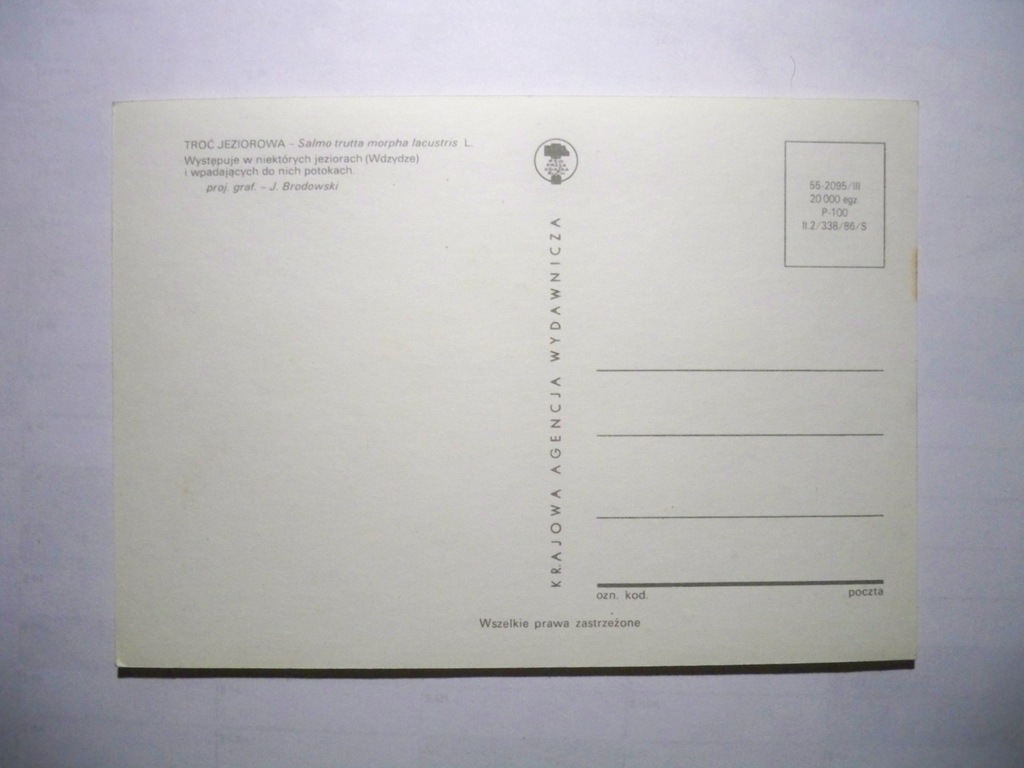 TROĆ JEZIOROWA - Salmo trutta morpha lacustris L.
Występuje w niektórych jeziorach (Wdzydze)
i wpadających do nich potokach.
proj. graf. - J. Brodowski
KRAJOWA AGENCJA WYDAWNICZA
55-2095/III
20 000 egz.
P-100
II.2/338/86/S
ozn. kod. poczta
Wszelkie prawa zastrzeżone